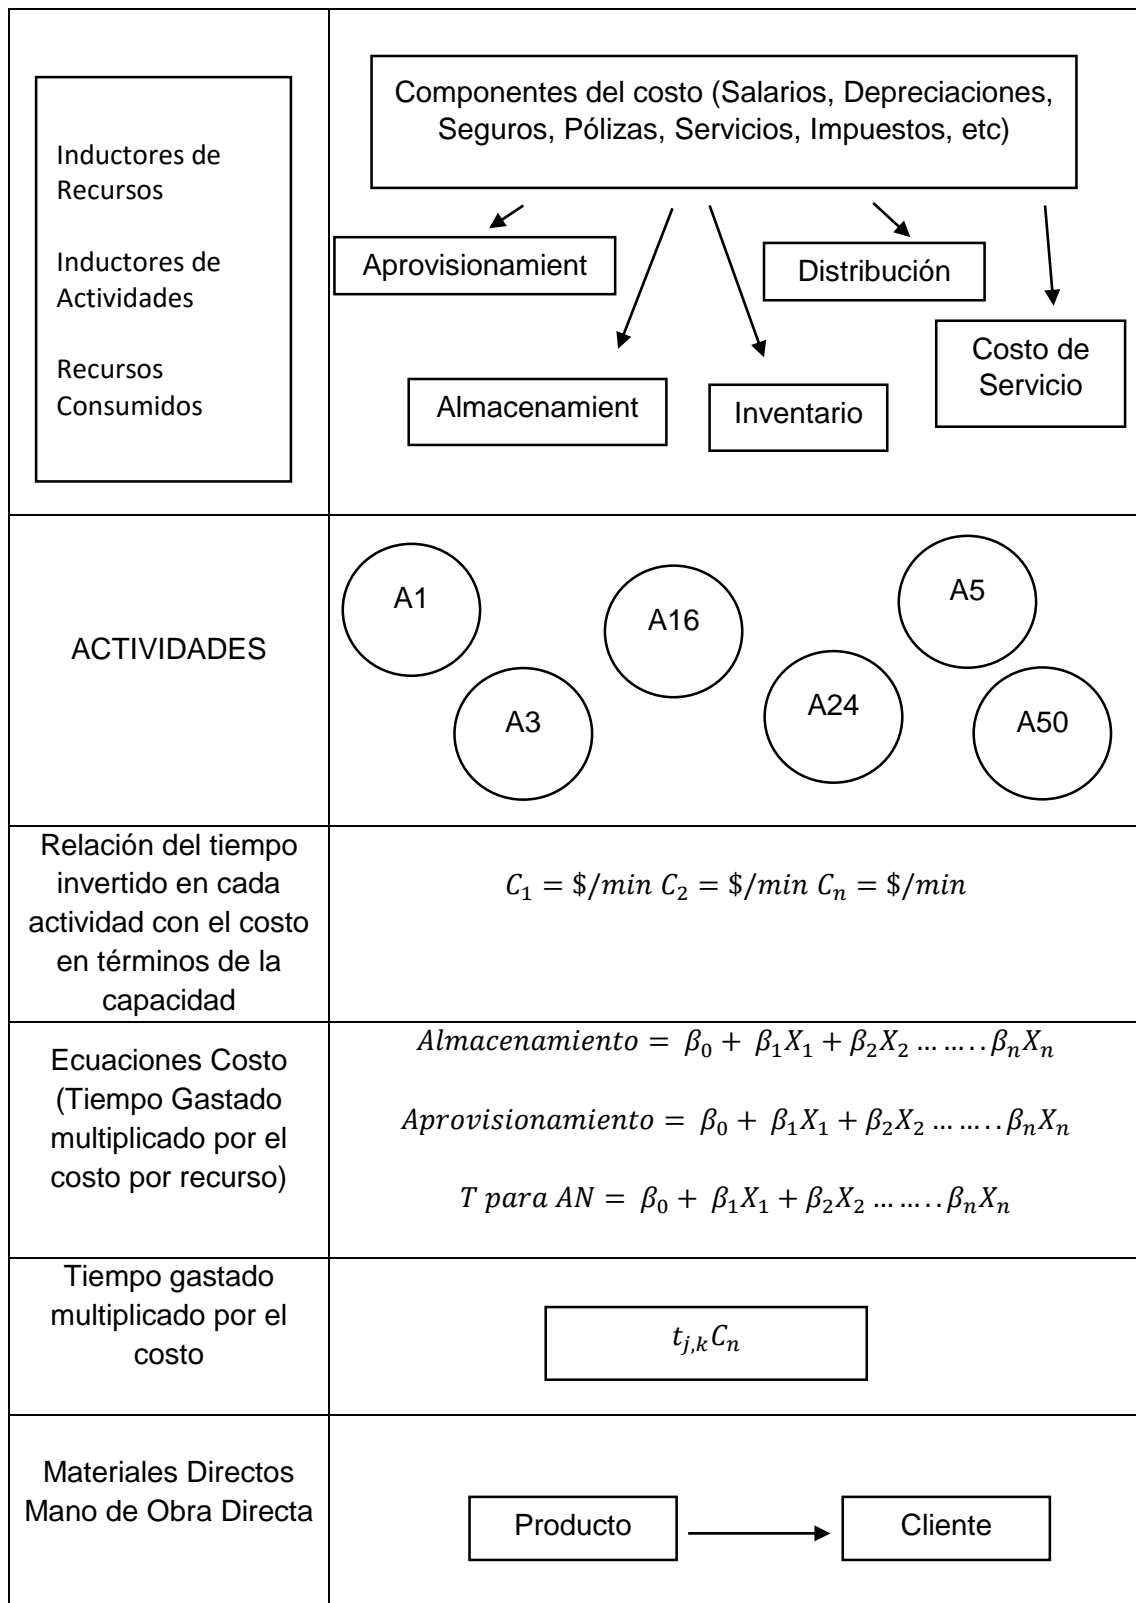 Inductores de
Recursos
Inductores de
Actividades
Recursos
Consumidos
Componentes del costo (Salarios, Depreciaciones,
Seguros, Pólizas, Servicios, Impuestos, etc)
Aprovisionamient
Distribución
Costo de
Servicio
Almacenamient
Inventario
ACTIVIDADES
A1
A16
A5
A3
A24
A50
Relación del tiempo
invertido en cada
actividad con el costo
en términos de la
capacidad
C₁ = $/min C₂ = $/min Cₙ = $/min
Ecuaciones Costo
(Tiempo Gastado
multiplicado por el
costo por recurso)
Almacenamiento = β₀ + β₁X₁ + β₂X₂ … … . . βₙXₙ
Aprovisionamiento = β₀ + β₁X₁ + β₂X₂ … … . . βₙXₙ
T para AN = β₀ + β₁X₁ + β₂X₂ … … . . βₙXₙ
Tiempo gastado
multiplicado por el
costo
t_{j,k}Cₙ
Materiales Directos
Mano de Obra Directa
Producto
Cliente